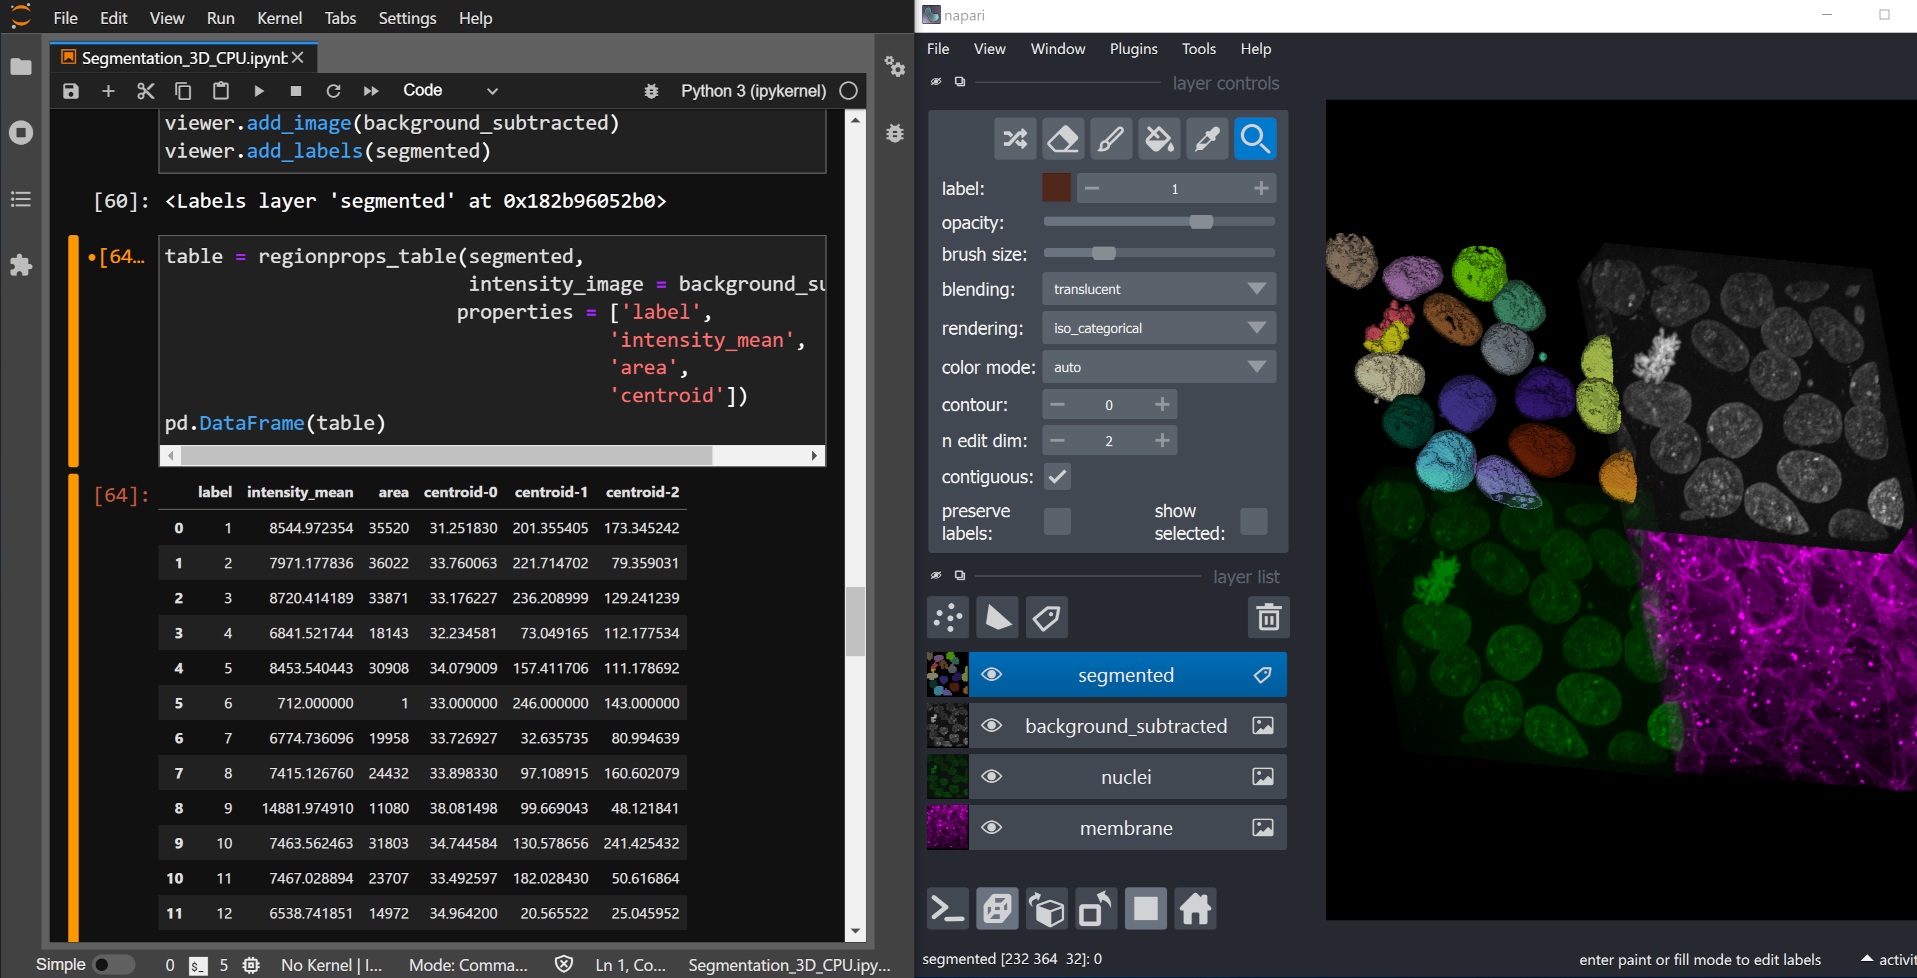 File Edit View Run Kernel Tabs Settings Help
Segmentation_3D_CPU.ipynb
Code
Python 3 (ipykernel)
viewer.add_image(background_subtracted)
viewer.add_labels(segmented)
[60]: <Labels layer 'segmented' at 0x182b96052b0>
•[64…
table = regionprops_table(segmented,
intensity_image = background_su
properties = ['label',
'intensity_mean',
'area',
'centroid'])
pd.DataFrame(table)
[64]:
label intensity_mean area centroid-0 centroid-1 centroid-2
0 1 8544.972354 35520 31.251830 201.355405 173.345242
1 2 7971.177836 36022 33.760063 221.714702 79.359031
2 3 8720.414189 33871 33.176227 236.208999 129.241239
3 4 6841.521744 18143 32.234581 73.049165 112.177534
4 5 8453.540443 30908 34.079009 157.411706 111.178692
5 6 712.000000 1 33.000000 246.000000 143.000000
6 7 6774.736096 19958 33.726927 32.635735 80.994639
7 8 7415.126760 24432 33.898330 97.108915 160.602079
8 9 14881.974910 11080 38.081498 99.669043 48.121841
9 10 7463.562463 31803 34.744584 130.578656 241.425432
10 11 7467.028894 23707 33.492597 182.028430 50.616864
11 12 6538.741851 14972 34.964200 20.565522 25.045952
Simple 0 $_ 5 No Kernel | I... Mode: Comma... Ln 1, Co... Segmentation_3D_CPU.ipy...
napari
File View Window Plugins Tools Help
layer controls
label: 1
opacity:
brush size:
blending: translucent
rendering: iso_categorical
color mode: auto
contour: 0
n edit dim: 2
contiguous:
preserve labels:
show selected:
layer list
segmented
background_subtracted
nuclei
membrane
segmented [232 364 32]: 0
enter paint or fill mode to edit labels
activit